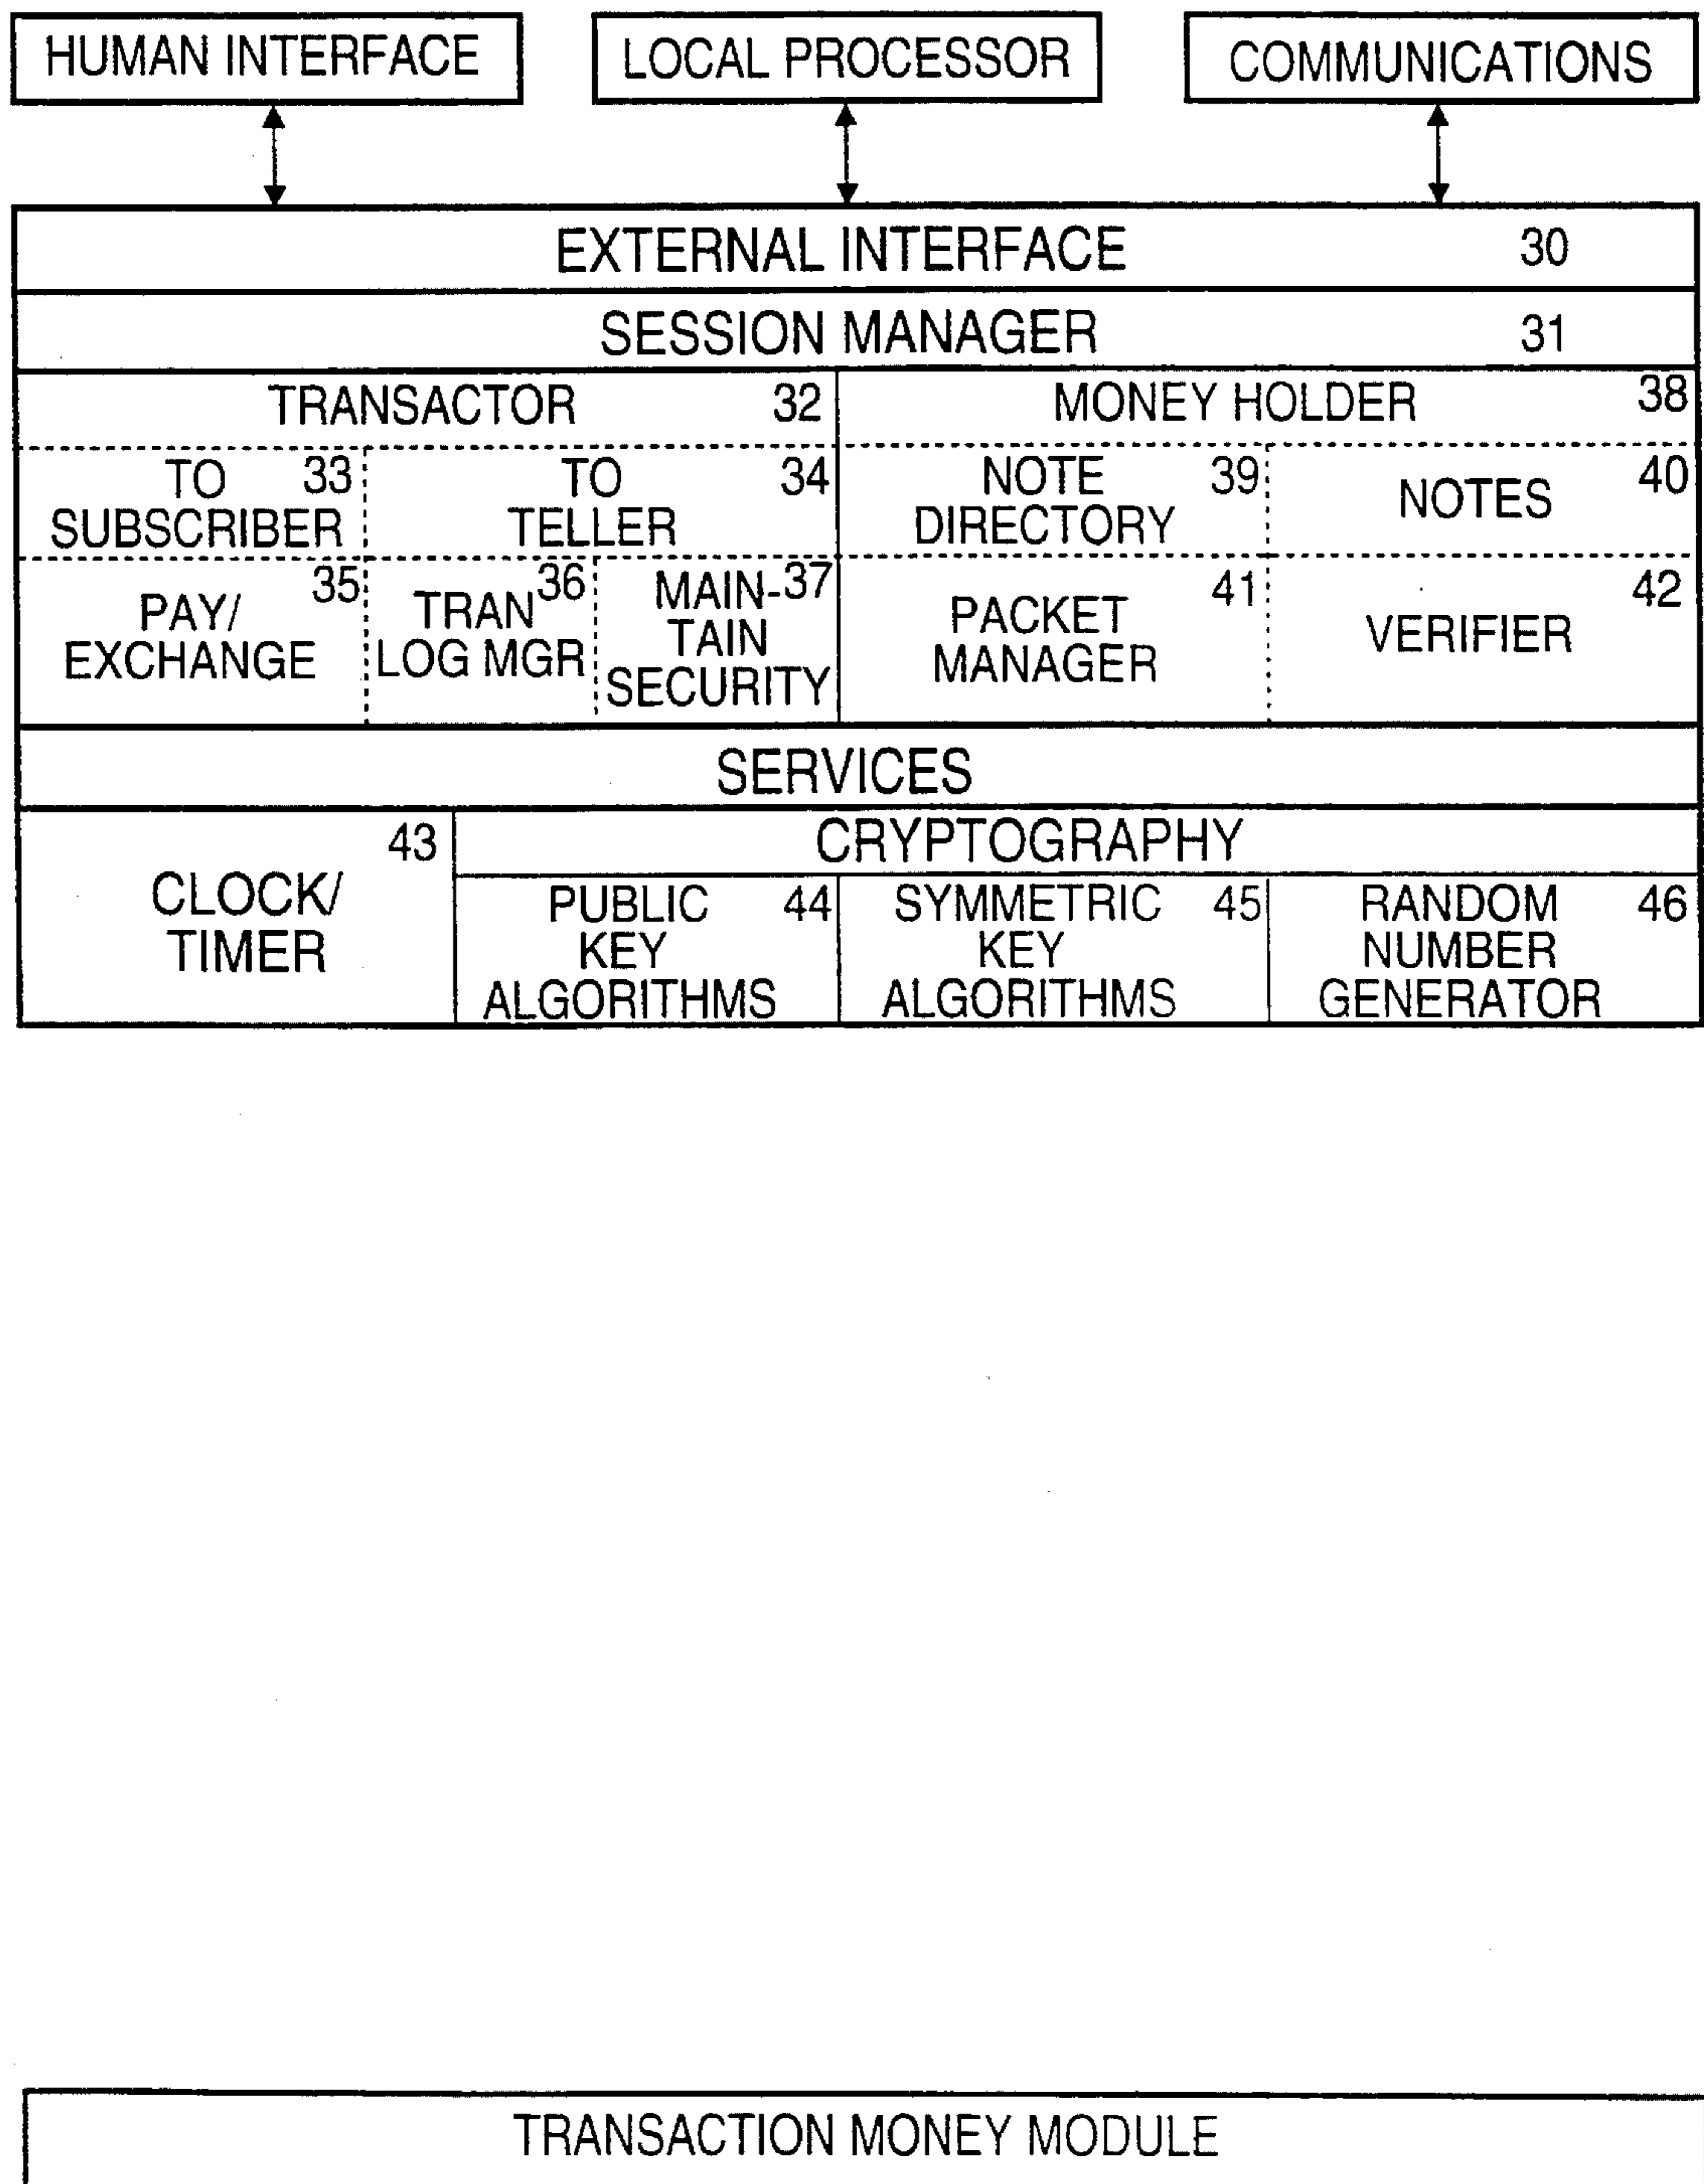 HUMAN INTERFACE
LOCAL PROCESSOR
COMMUNICATIONS
EXTERNAL INTERFACE 30
SESSION MANAGER 31
TRANSACTOR 32
MONEY HOLDER 38
TO 33
SUBSCRIBER
TO 34
TELLER
NOTE 39
DIRECTORY
NOTES 40
PAY/ 35
EXCHANGE
TRAN 36
LOG MGR
MAIN- 37
TAIN
SECURITY
PACKET 41
MANAGER
VERIFIER 42
SERVICES
CLOCK/ 43
TIMER
CRYPTOGRAPHY
PUBLIC 44
KEY
ALGORITHMS
SYMMETRIC 45
KEY
ALGORITHMS
RANDOM 46
NUMBER
GENERATOR
TRANSACTION MONEY MODULE